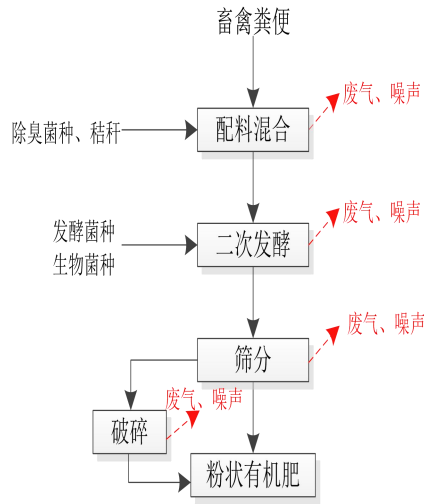 畜禽粪便
废气、噪声
除臭菌种、秸秆
配料混合
废气、噪声
发酵菌种
生物菌种
二次发酵
废气、噪声
筛分
废气、噪声
破碎
粉状有机肥